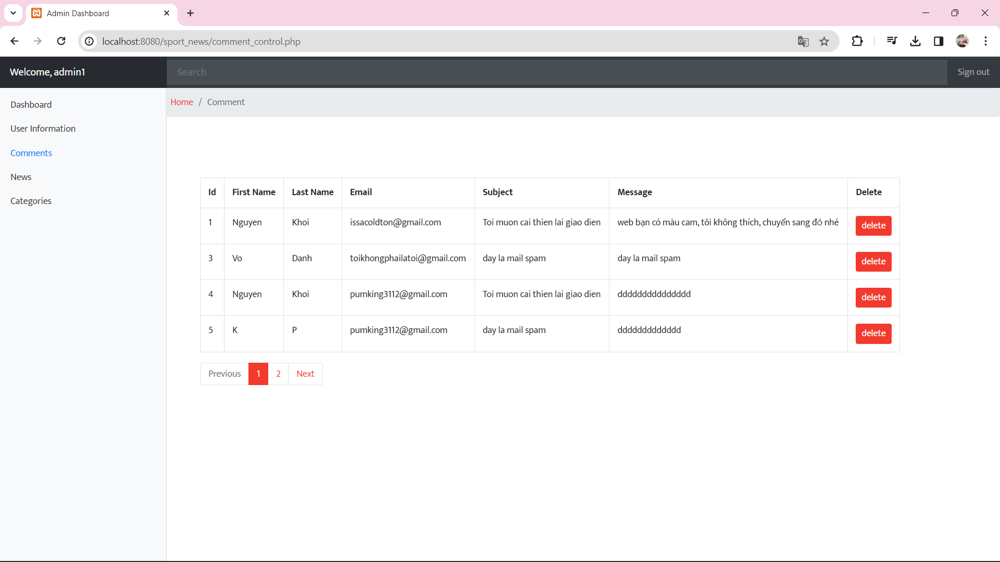 Admin Dashboard
localhost:8080/sport_news/comment_control.php
Welcome, admin1
Search
Sign out
Dashboard
User Information
Comments
News
Categories
Home / Comment
Id First Name Last Name Email Subject Message Delete
1 Nguyen Khoi issacoldton@gmail.com Toi muon cai thien lai giao dien web bạn có màu cam, tôi không thích, chuyển sang đỏ nhé delete
3 Vo Danh toikhongphailatoi@gmail.com day la mail spam day la mail spam delete
4 Nguyen Khoi pumking3112@gmail.com Toi muon cai thien lai giao dien ddddddddddddddd delete
5 K P pumking3112@gmail.com day la mail spam ddddddddddddd delete
Previous 1 2 Next